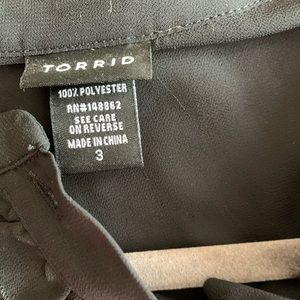 TORRID
100% POLYESTER
RN#148862
SEE CARE
ON REVERSE
MADE IN CHINA
3